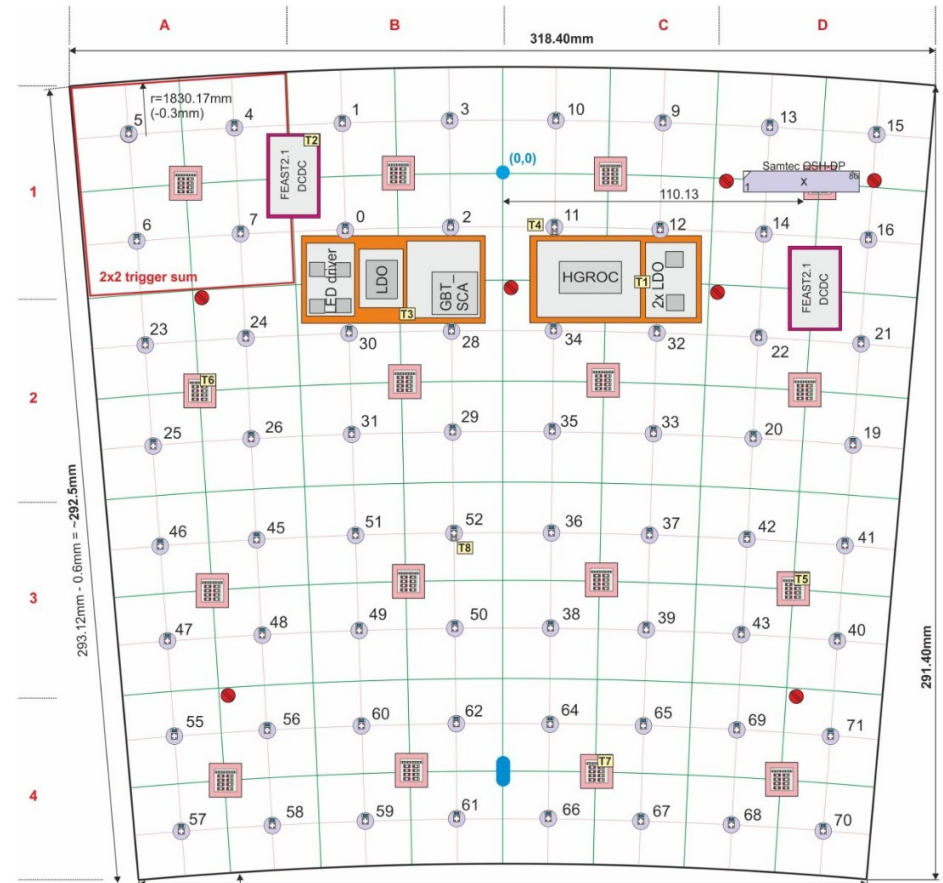 A B C D
318.40mm
r=1830.17mm
(-0.3mm)
5 4 1 3 10 9 13 15
T2
FEAST2.1
DCDC
(0,0)
Samtec QSH-DP
1 X 80
1
110.13
6 7 0 2 T4 11 12 14 16
2x2 trigger sum
LED driver
LDO
GBT
SCA
T3
HGROC
T1
2x LDO
FEAST2.1
DCDC
23 24 30 28 34 32 22 21
2
T6
25 26 31 29 35 33 20 19
293.12mm - 0.6mm = ~292.5mm
46 45 51 52 36 37 42 41
T8
3
T5
47 48 49 50 38 39 43 40
291.40mm
55 56 60 62 64 65 69 71
4
T7
57 58 59 61 66 67 68 70